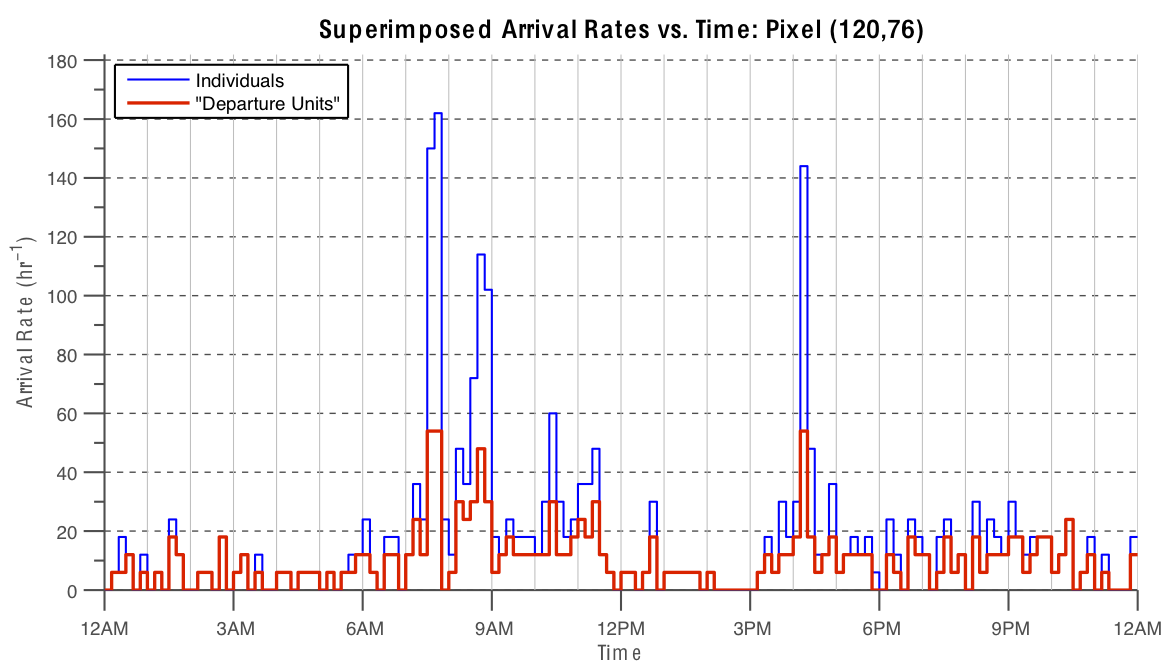 Superimposed Arrival Rates vs. Time: Pixel (120,76)
Individuals
"Departure Units"
Arrival Rate (hr⁻¹)
180
160
140
120
100
80
60
40
20
0
12AM 3AM 6AM 9AM 12PM 3PM 6PM 9PM 12AM
Time